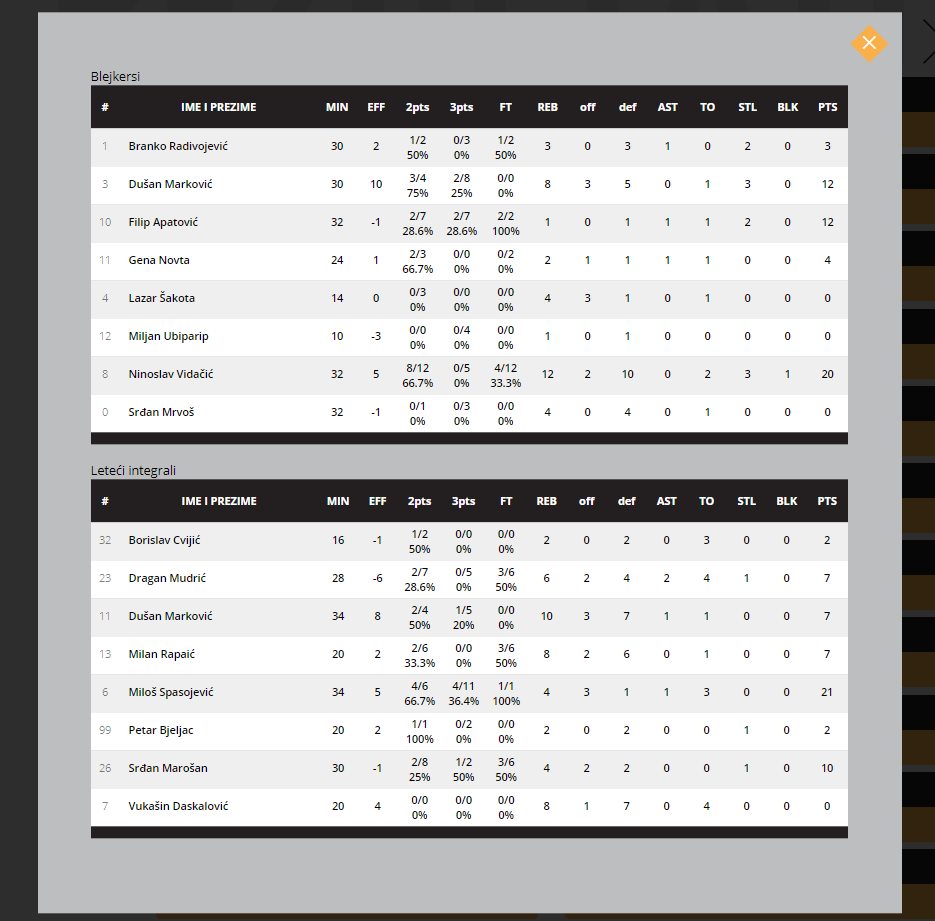 Blejkersi
# IME I PREZIME MIN EFF 2pts 3pts FT REB off def AST TO STL BLK PTS
1 Branko Radivojević 30 2 1/2 50% 0/3 0% 1/2 50% 3 0 3 1 0 2 0 3
3 Dušan Marković 30 10 3/4 75% 2/8 25% 0/0 0% 8 3 5 0 1 3 0 12
10 Filip Apatović 32 -1 2/7 28.6% 2/7 28.6% 2/2 100% 1 0 1 1 1 2 0 12
11 Gena Novta 24 1 2/3 66.7% 0/0 0% 0/2 0% 2 1 1 1 1 0 0 4
4 Lazar Šakota 14 0 0/3 0% 0/0 0% 0/0 0% 4 3 1 0 1 0 0 0
12 Miljan Ubiparip 10 -3 0/0 0% 0/4 0% 0/0 0% 1 0 1 0 0 0 0 0
8 Ninoslav Vidačić 32 5 8/12 66.7% 0/5 0% 4/12 33.3% 12 2 10 0 2 3 1 20
0 Srđan Mrvoš 32 -1 0/1 0% 0/3 0% 0/0 0% 4 0 4 0 1 0 0 0
Leteći integrali
# IME I PREZIME MIN EFF 2pts 3pts FT REB off def AST TO STL BLK PTS
32 Borislav Cvijić 16 -1 1/2 50% 0/0 0% 0/0 0% 2 0 2 0 3 0 0 2
23 Dragan Mudrić 28 -6 2/7 28.6% 0/5 0% 3/6 50% 6 2 4 2 4 1 0 7
11 Dušan Marković 34 8 2/4 50% 1/5 20% 0/0 0% 10 3 7 1 1 0 0 7
13 Milan Rapaić 20 2 2/6 33.3% 0/0 0% 3/6 50% 8 2 6 0 1 0 0 7
6 Miloš Spasojević 34 5 4/6 66.7% 4/11 36.4% 1/1 100% 4 3 1 1 3 0 0 21
99 Petar Bjeljac 20 2 1/1 100% 0/2 0% 0/0 0% 2 0 2 0 0 1 0 2
26 Srđan Marošan 30 -1 2/8 25% 1/2 50% 3/6 50% 4 2 2 0 0 1 0 10
7 Vukašin Daskalović 20 4 0/0 0% 0/0 0% 0/0 0% 8 1 7 0 4 0 0 0